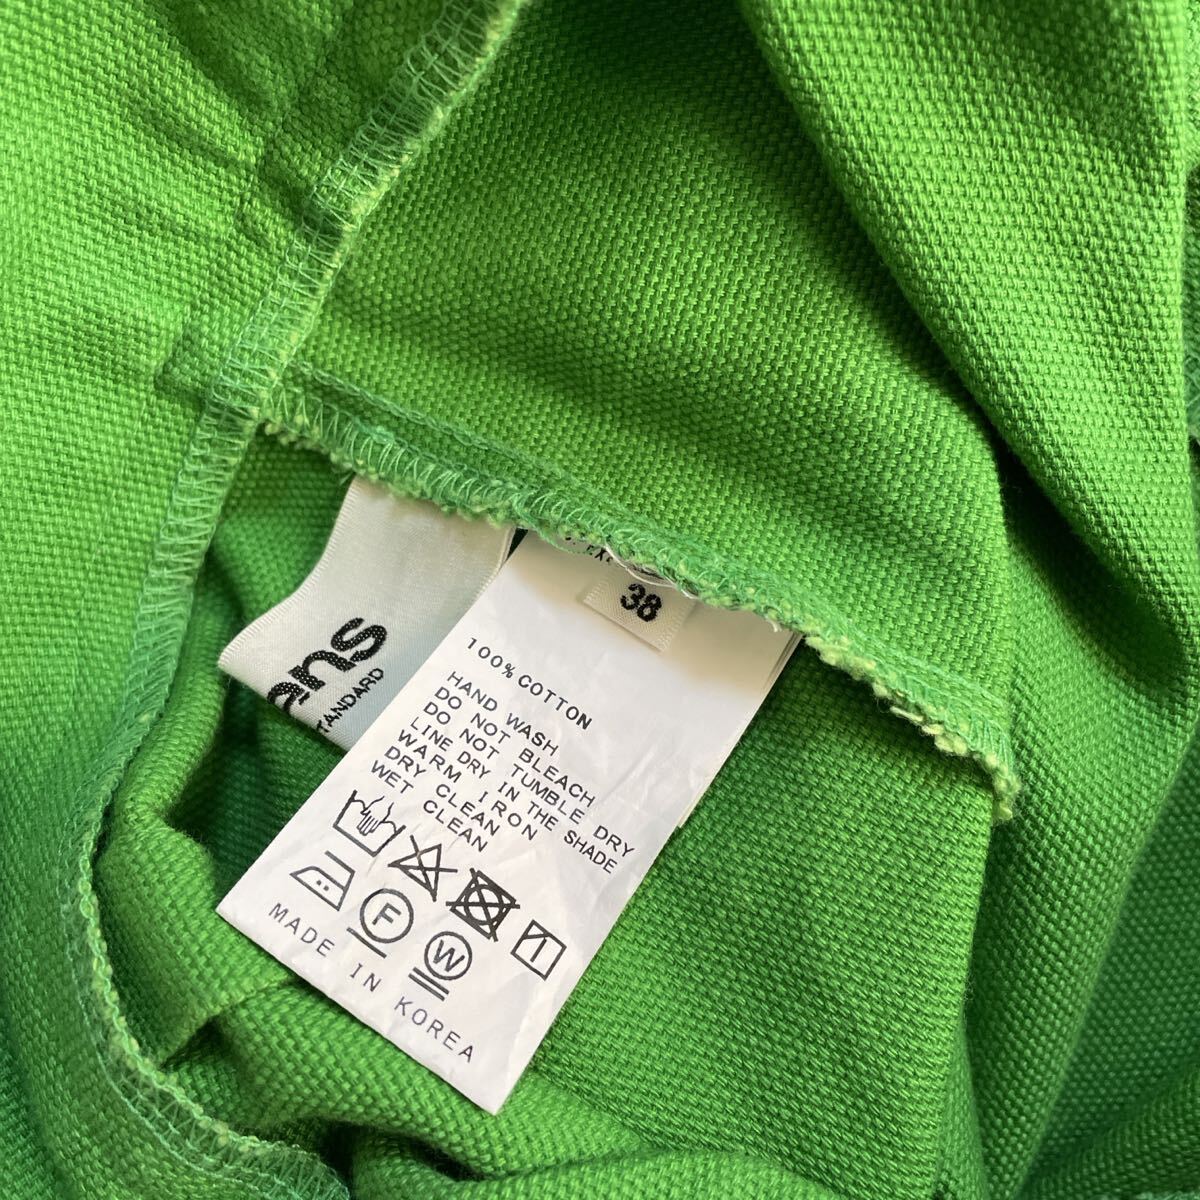 38
ens
STANDARD
100% COTTON
HAND WASH
DO NOT BLEACH
DO NOT TUMBLE DRY
LINE DRY IN THE SHADE
WARM IRON
DRY CLEAN
WET CLEAN
F
W
MADE IN KOREA